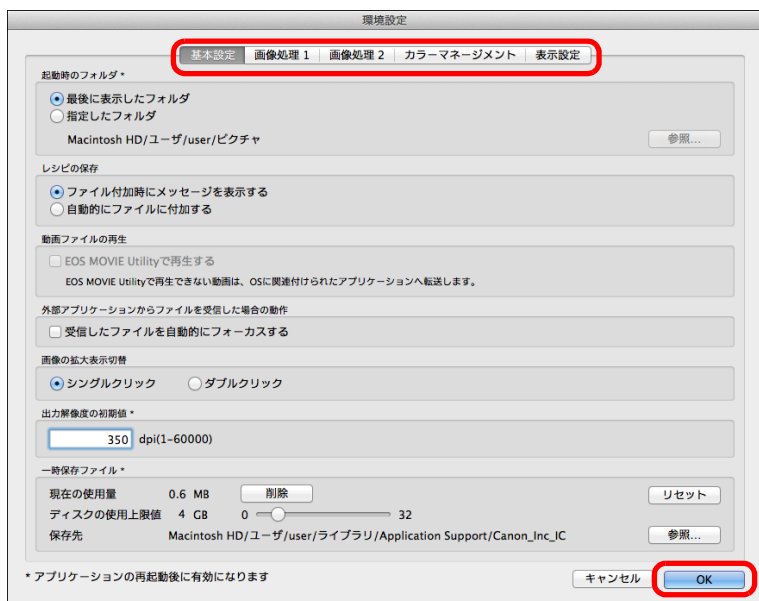 環境設定
基本設定 画像処理 1 画像処理 2 カラーマネージメント 表示設定
起動時のフォルダ *
最後に表示したフォルダ
指定したフォルダ
Macintosh HD/ユーザ/user/ピクチャ 参照...
レシピの保存
ファイル付加時にメッセージを表示する
自動的にファイルに付加する
動画ファイルの再生
EOS MOVIE Utilityで再生する
EOS MOVIE Utilityで再生できない動画は、OSに関連付けられたアプリケーションへ転送します。
外部アプリケーションからファイルを受信した場合の動作
受信したファイルを自動的にフォーカスする
画像の拡大表示切替
シングルクリック ダブルクリック
出力解像度の初期値 *
350 dpi(1-60000)
一時保存ファイル *
現在の使用量 0.6 MB 削除 リセット
ディスクの使用上限値 4 GB 0 32
保存先 Macintosh HD/ユーザ/user/ライブラリ/Application Support/Canon_Inc_IC 参照...
* アプリケーションの再起動後に有効になります キャンセル OK